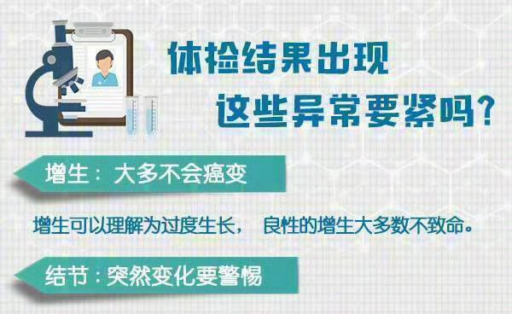 体捡结果出现
这些异常要紧吗？
增生：大多不会癌变
增生可以理解为过度生长， 良性的增生大多数不致命。
结节：突然变化要警惕